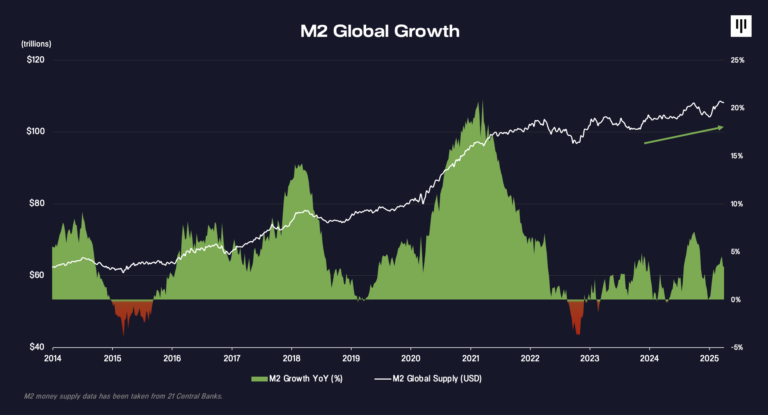 M2 Global Growth
(trillions)
$120
$100
$80
$60
$40
25%
20%
15%
10%
5%
0%
-5%
2014 2015 2016 2017 2018 2019 2020 2021 2022 2023 2024 2025
M2 Growth YoY (%) M2 Global Supply (USD)
M2 money supply data has been taken from 21 Central Banks.